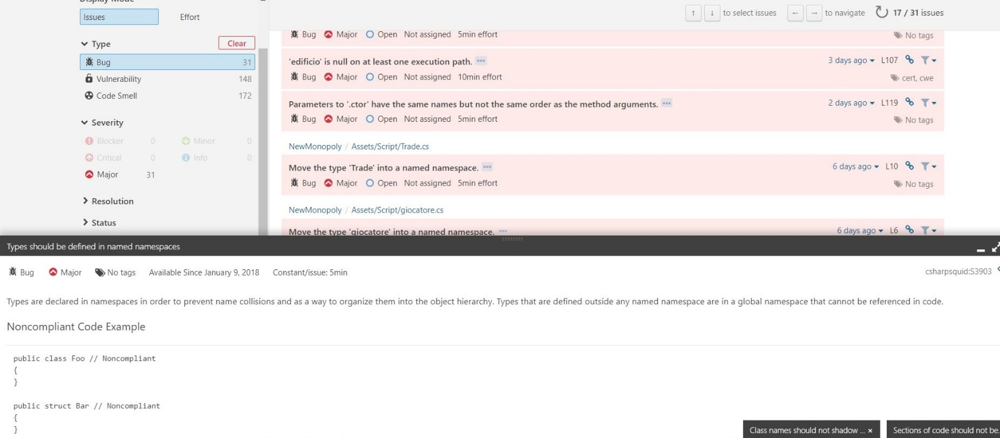 Display Mode
Issues Effort
Type Clear
Bug 31
Vulnerability 148
Code Smell 172
Severity
Blocker 0 Minor 0
Critical 0 Info 0
Major 31
Resolution
Status
↑ ↓ to select issues ← → to navigate 17 / 31 issues
Bug Major Open Not assigned 5min effort No tags
'edificio' is null on at least one execution path. ••• 3 days ago L107
Bug Major Open Not assigned 10min effort cert, cwe
Parameters to '.ctor' have the same names but not the same order as the method arguments. ••• 2 days ago L119
Bug Major Open Not assigned 5min effort No tags
NewMonopoly / Assets/Script/Trade.cs
Move the type 'Trade' into a named namespace. ••• 6 days ago L10
Bug Major Open Not assigned 5min effort No tags
NewMonopoly / Assets/Script/giocatore.cs
Move the type 'giocatore' into a named namespace. ••• 6 days ago L6
Types should be defined in named namespaces
Bug Major No tags Available Since January 9, 2018 Constant/issue: 5min csharpsquid:S3903
Types are declared in namespaces in order to prevent name collisions and as a way to organize them into the object hierarchy. Types that are defined outside any named namespace are in a global namespace that cannot be referenced in code.
Noncompliant Code Example
public class Foo // Noncompliant
{
}
public struct Bar // Noncompliant
{
}
Class names should not shadow ... × Sections of code should not be...